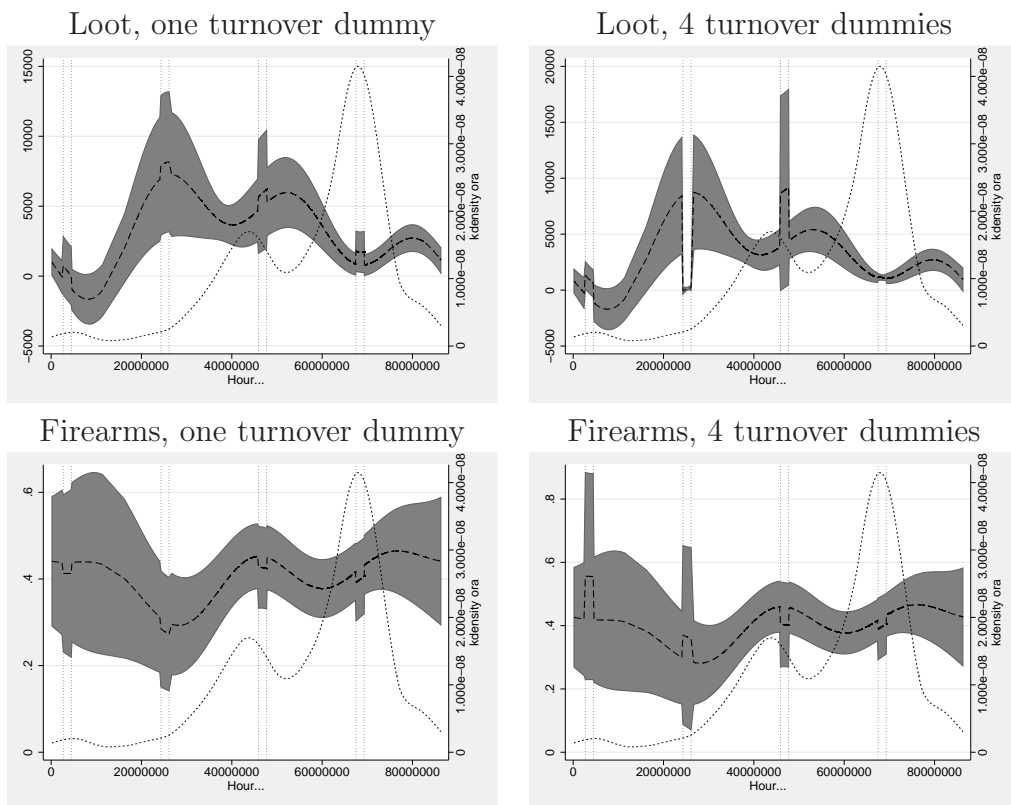 Loot, one turnover dummy
15000
10000
5000
0
−5000
4.000e−08
3.000e−08
2.000e−08
1.000e−08
0
kdensity ora
0 20000000 40000000 60000000 80000000
Hour...
Loot, 4 turnover dummies
20000
15000
10000
5000
0
−5000
4.000e−08
3.000e−08
2.000e−08
1.000e−08
0
kdensity ora
0 20000000 40000000 60000000 80000000
Hour...
Firearms, one turnover dummy
.6
.4
.2
0
4.000e−08
3.000e−08
2.000e−08
1.000e−08
0
kdensity ora
0 20000000 40000000 60000000 80000000
Hour...
Firearms, 4 turnover dummies
.8
.6
.4
.2
0
4.000e−08
3.000e−08
2.000e−08
1.000e−08
0
kdensity ora
0 20000000 40000000 60000000 80000000
Hour...